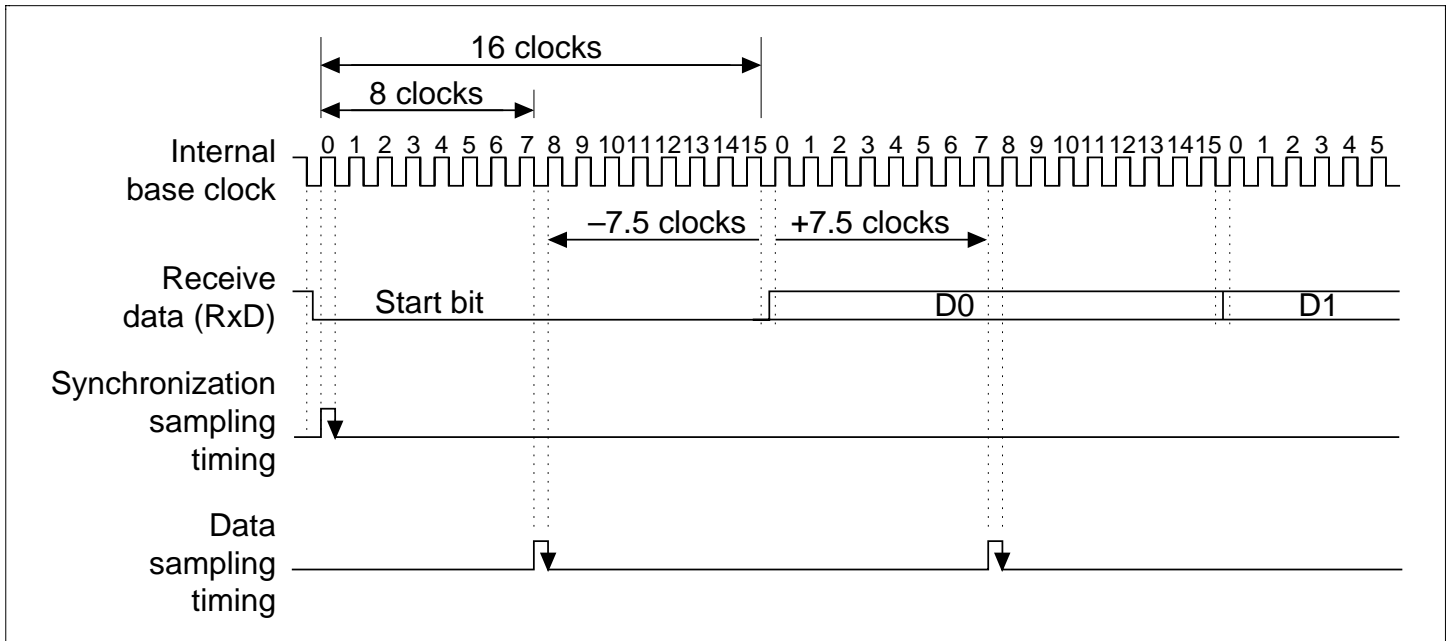 16 clocks
8 clocks
Internal
base clock
0 1 2 3 4 5 6 7 8 9 10 11 12 13 14 15 0 1 2 3 4 5 6 7 8 9 10 11 12 13 14 15 0 1 2 3 4 5
–7.5 clocks +7.5 clocks
Receive
data (RxD)
Start bit D0 D1
Synchronization
sampling
timing
Data
sampling
timing